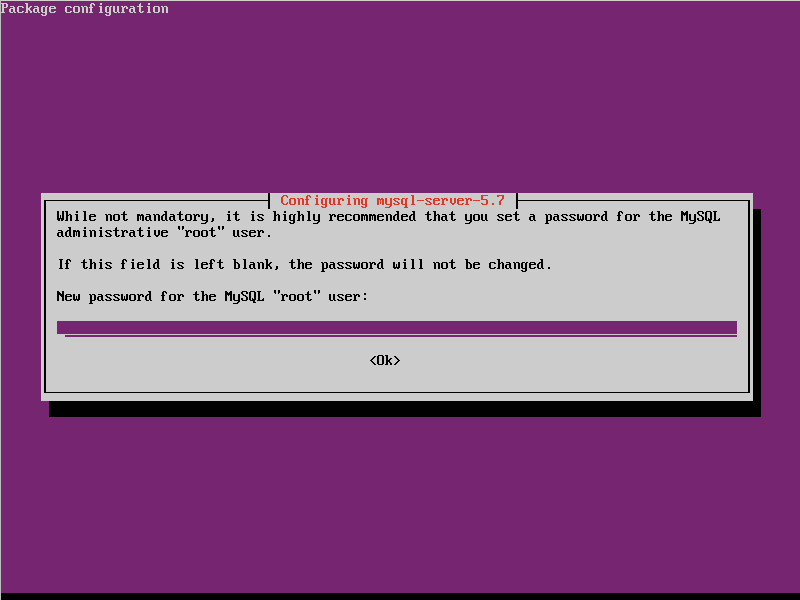 Package configuration
Configuring mysql-server-5.7
While not mandatory, it is highly recommended that you set a password for the MySQL
administrative "root" user.
If this field is left blank, the password will not be changed.
New password for the MySQL "root" user:
<Ok>